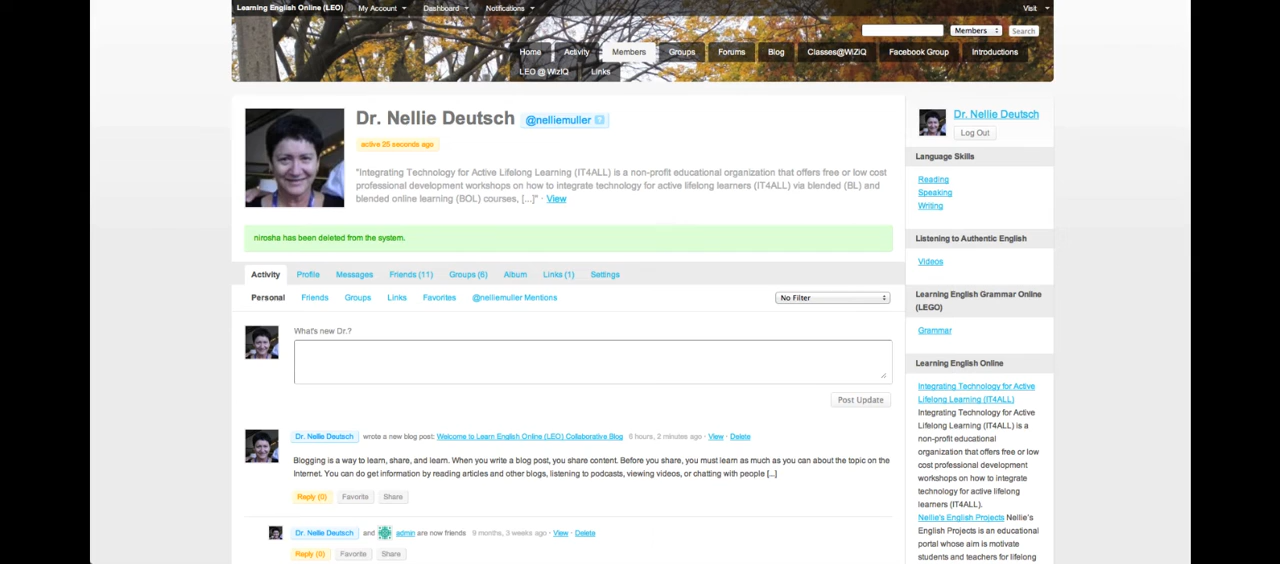 Learning English Online (LEO) My Account Dashboard Notifications Visit
Members Search
Home Activity Members Groups Forums Blog Classes@WiZiQ Facebook Group Introductions
LEO @ WizIQ Links
Dr. Nellie Deutsch @nelliemuller ?
active 25 seconds ago
"Integrating Technology for Active Lifelong Learning (IT4ALL) is a non-profit educational organization that offers free or low cost
professional development workshops on how to integrate technology for active lifelong learners (IT4ALL) via blended (BL) and
blended online learning (BOL) courses, [...]" · View
nirosha has been deleted from the system.
Activity Profile Messages Friends (11) Groups (6) Album Links (1) Settings
Personal Friends Groups Links Favorites @nelliemuller Mentions No Filter
What's new Dr.?
Post Update
Dr. Nellie Deutsch wrote a new blog post: Welcome to Learn English Online (LEO) Collaborative Blog 6 hours, 2 minutes ago · View · Delete
Blogging is a way to learn, share, and learn. When you write a blog post, you share content. Before you share, you must learn as much as you can about the topic on the
Internet. You can do get information by reading articles and other blogs, listening to podcasts, viewing videos, or chatting with people [...]
Reply (0) Favorite Share
Dr. Nellie Deutsch and admin are now friends 9 months, 3 weeks ago · View · Delete
Reply (0) Favorite Share
Dr. Nellie Deutsch
Log Out
Language Skills
Reading
Speaking
Writing
Listening to Authentic English
Videos
Learning English Grammar Online
(LEGO)
Grammar
Learning English Online
Integrating Technology for Active
Lifelong Learning (IT4ALL)
Integrating Technology for Active
Lifelong Learning (IT4ALL) is a
non-profit educational
organization that offers free or low
cost professional development
workshops on how to integrate
technology for active lifelong
learners (IT4ALL).
Nellie's English Projects Nellie's
English Projects is an educational
portal whose aim is motivate
students and teachers for lifelong